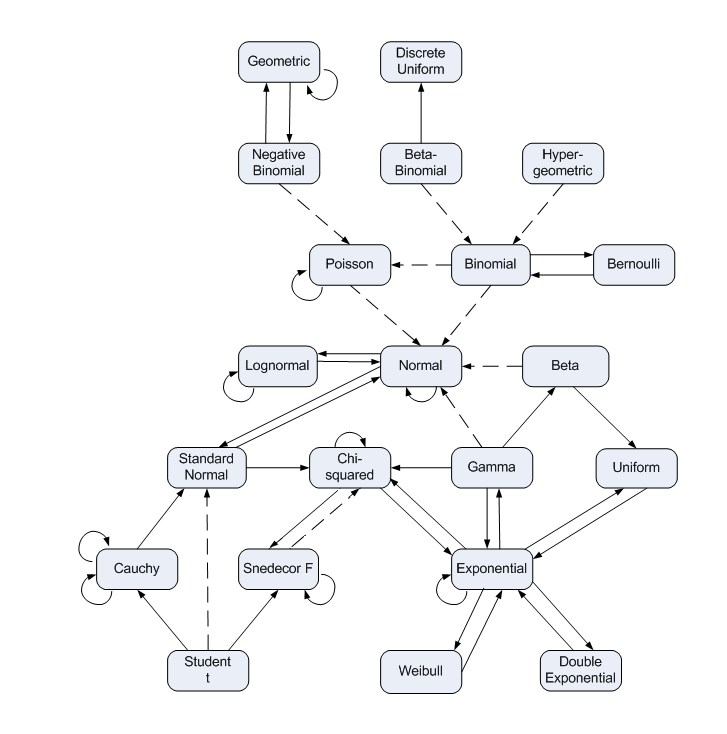 Geometric
Discrete
Uniform
Negative
Binomial
Beta-
Binomial
Hyper-
geometric
Poisson
Binomial
Bernoulli
Lognormal
Normal
Beta
Standard
Normal
Chi-
squared
Gamma
Uniform
Cauchy
Snedecor F
Exponential
Student
t
Weibull
Double
Exponential